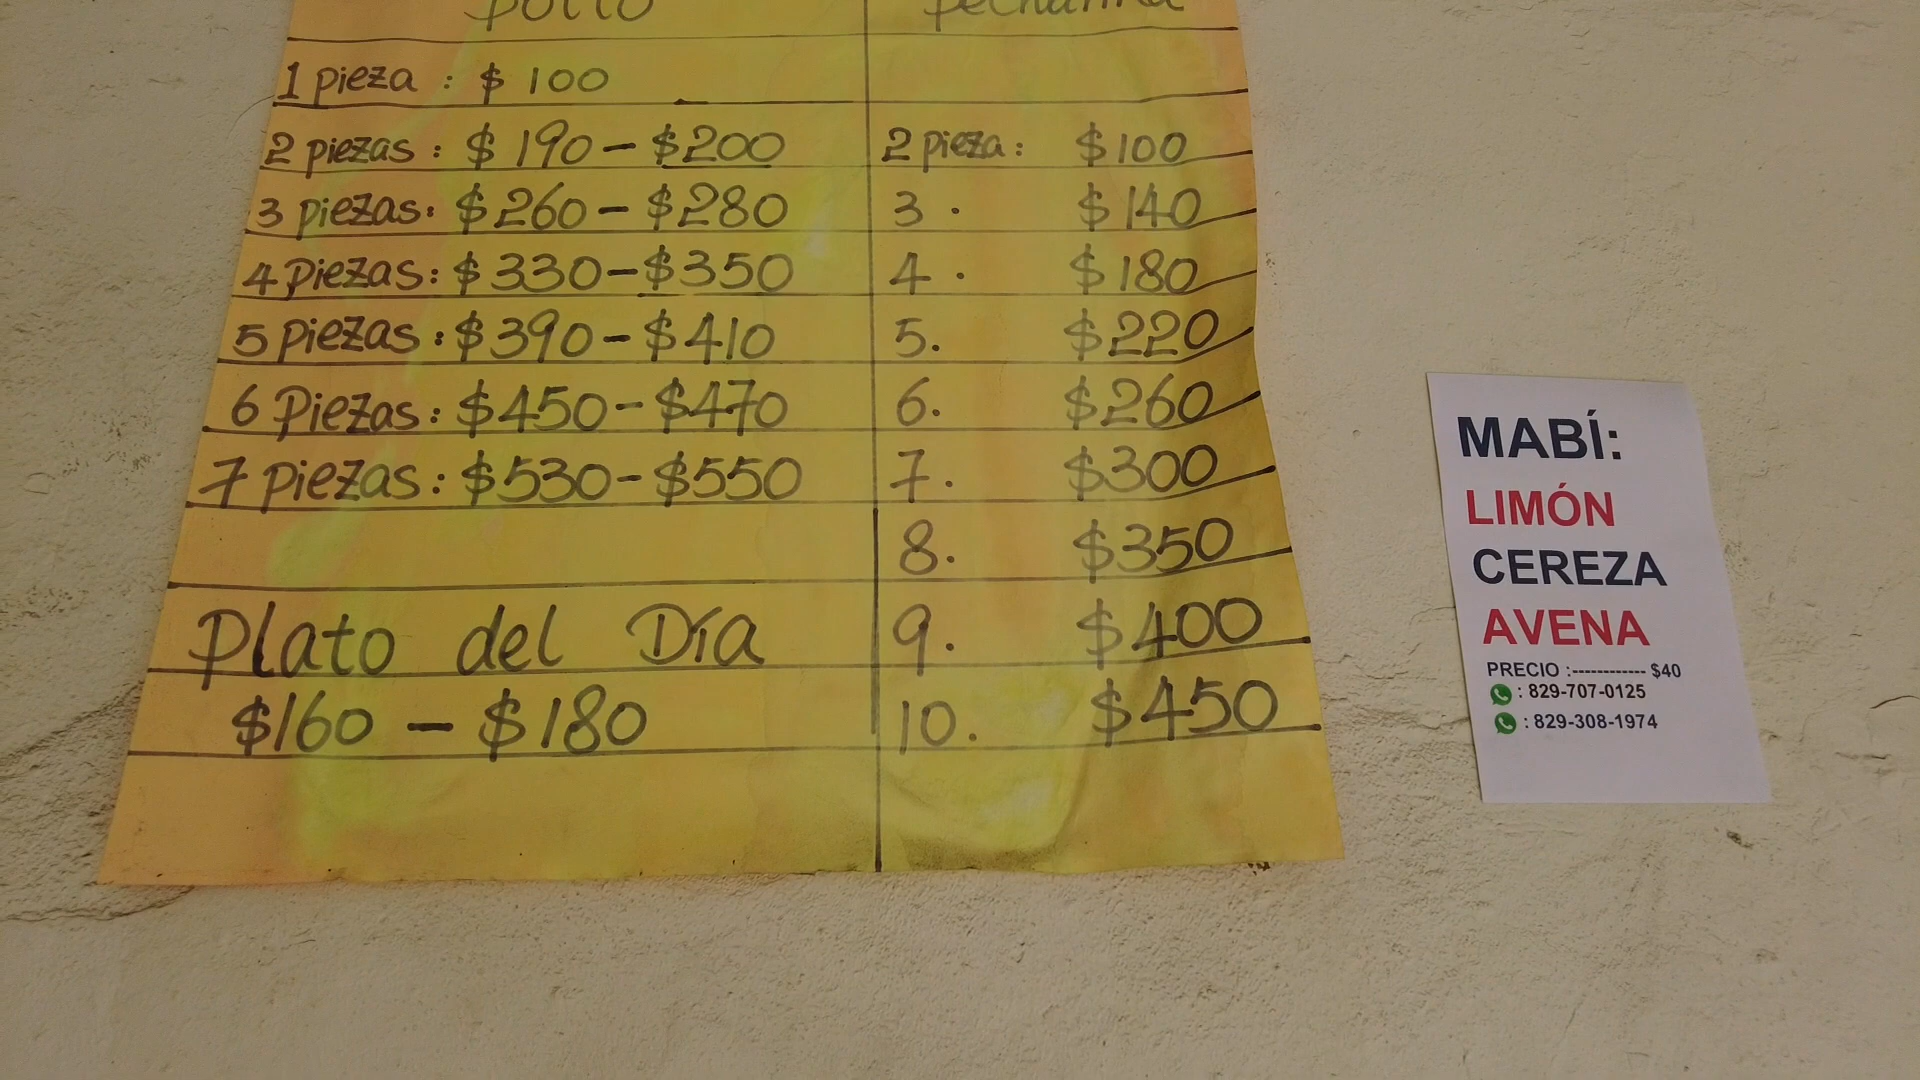 pollo pechurina
1 pieza : $ 100
2 piezas : $ 190 - $200 2 pieza : $100
3 piezas : $260 - $280 3 . $140
4 piezas : $330 - $350 4 . $180
5 piezas : $390 - $410 5. $220
6 piezas : $450 - $470 6. $260
7 piezas : $530 - $550 7. $300
8. $350
Plato del Día 9. $400
$160 - $180 10. $450
MABÍ:
LIMÓN
CEREZA
AVENA
PRECIO :------------ $40
: 829-707-0125
: 829-308-1974